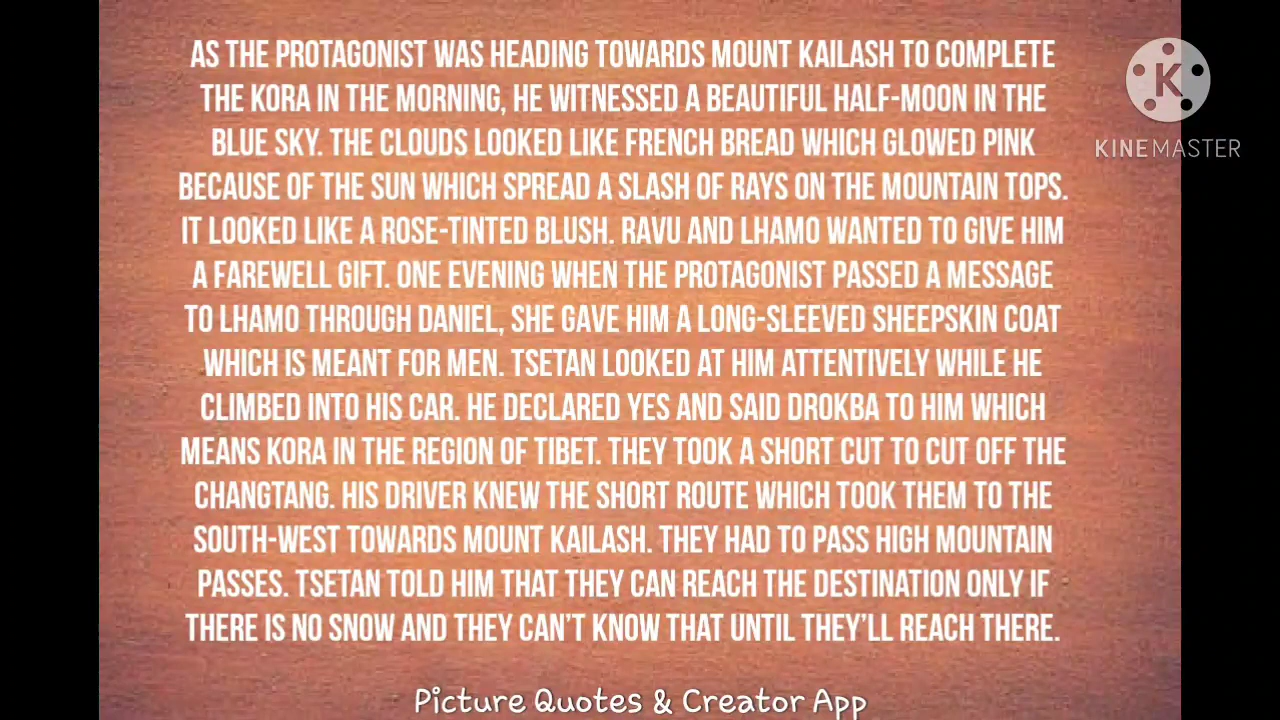 AS THE PROTAGONIST WAS HEADING TOWARDS MOUNT KAILASH TO COMPLETE
THE KORA IN THE MORNING, HE WITNESSED A BEAUTIFUL HALF-MOON IN THE
BLUE SKY. THE CLOUDS LOOKED LIKE FRENCH BREAD WHICH GLOWED PINK
BECAUSE OF THE SUN WHICH SPREAD A SLASH OF RAYS ON THE MOUNTAIN TOPS.
IT LOOKED LIKE A ROSE-TINTED BLUSH. RAVU AND LHAMO WANTED TO GIVE HIM
A FAREWELL GIFT. ONE EVENING WHEN THE PROTAGONIST PASSED A MESSAGE
TO LHAMO THROUGH DANIEL, SHE GAVE HIM A LONG-SLEEVED SHEEPSKIN COAT
WHICH IS MEANT FOR MEN. TSETAN LOOKED AT HIM ATTENTIVELY WHILE HE
CLIMBED INTO HIS CAR. HE DECLARED YES AND SAID DROKBA TO HIM WHICH
MEANS KORA IN THE REGION OF TIBET. THEY TOOK A SHORT CUT TO CUT OFF THE
CHANGTANG. HIS DRIVER KNEW THE SHORT ROUTE WHICH TOOK THEM TO THE
SOUTH-WEST TOWARDS MOUNT KAILASH. THEY HAD TO PASS HIGH MOUNTAIN
PASSES. TSETAN TOLD HIM THAT THEY CAN REACH THE DESTINATION ONLY IF
THERE IS NO SNOW AND THEY CAN'T KNOW THAT UNTIL THEY'LL REACH THERE.
K
KINEMASTER
Picture Quotes & Creator App